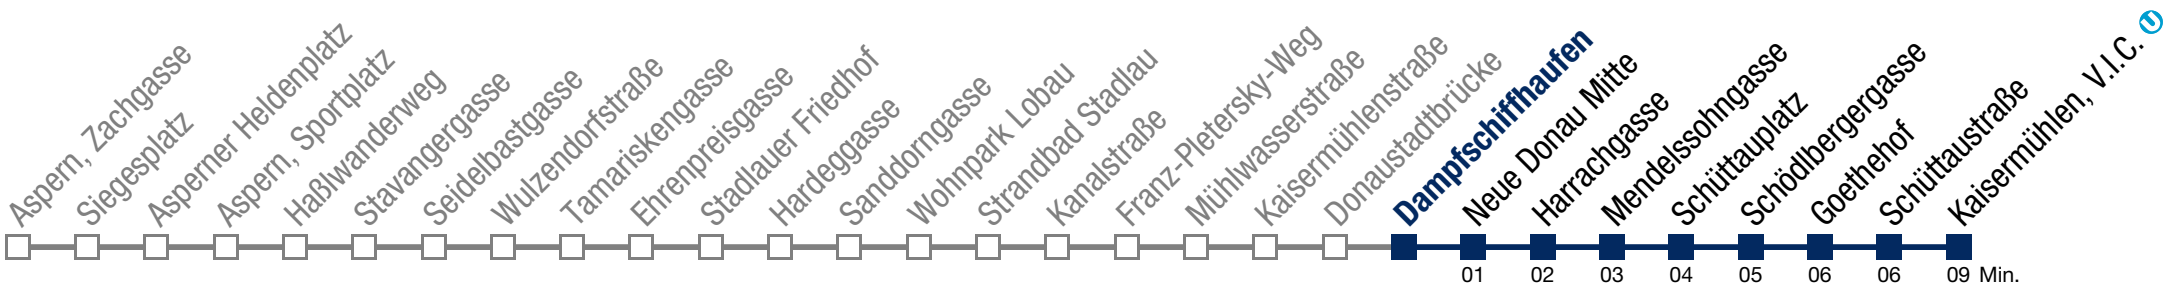 Aspern, Zachgasse
Siegesplatz
Asperner Heldenplatz
Aspern, Sportplatz
Haßlwanderweg
Stavangergasse
Seidelbastgasse
Wulzendorfstraße
Tamariskengasse
Ehrenpreisgasse
Stadlauer Friedhof
Hardeggasse
Sanddorngasse
Wohnpark Lobau
Strandbad Stadlau
Kanalstraße
Franz-Pletersky-Weg
Mühlwasserstraße
Kaisermühlenstraße
Donaustadtbrücke
Dampfschiffhaufen
Neue Donau Mitte
Harrachgasse
Mendelssohngasse
Schüttauplatz
Schödlbergergasse
Goethehof
Schüttaustraße
Kaisermühlen, V.I.C. U
01 02 03 04 05 06 06 09 Min.